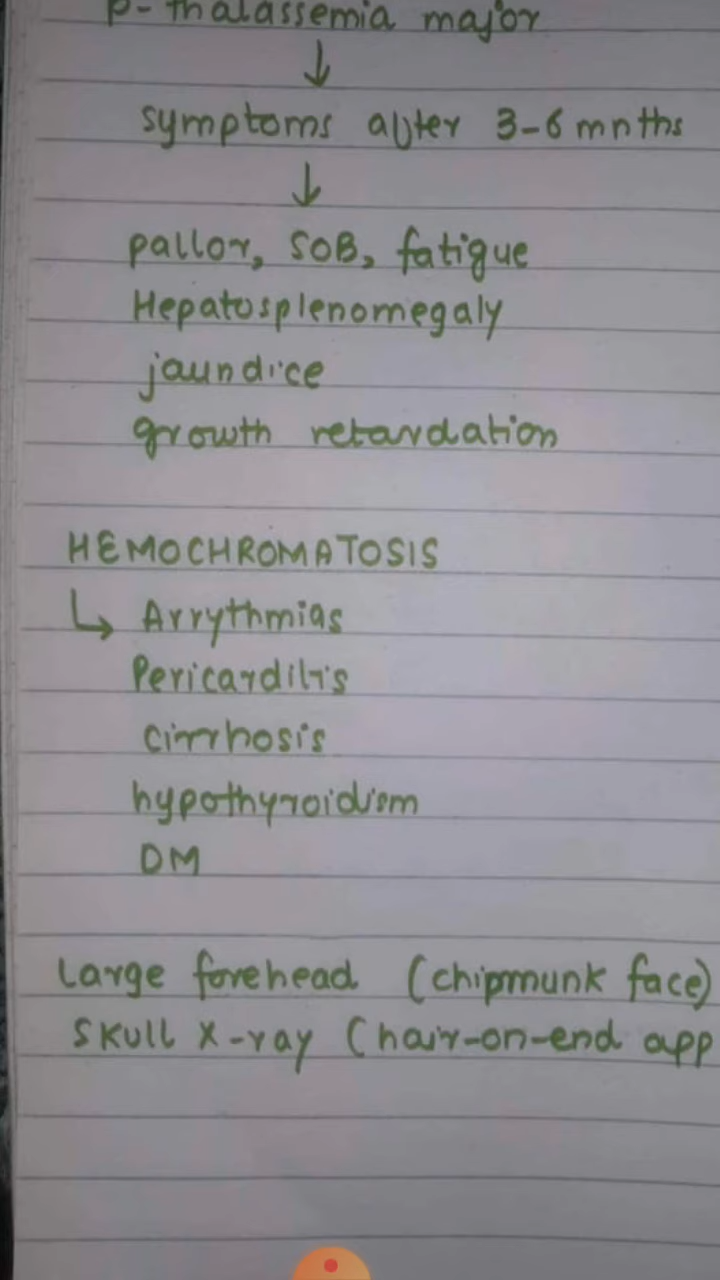 β-thalassemia major
↓
symptoms after 3-6 mnths
↓
pallor, SOB, fatigue
Hepatosplenomegaly
jaundice
growth retardation
HEMOCHROMATOSIS
↳ Arrythmias
Pericarditis
cirrhosis
hypothyroidism
DM
Large forehead (chipmunk face)
SKULL X-ray (hair-on-end app